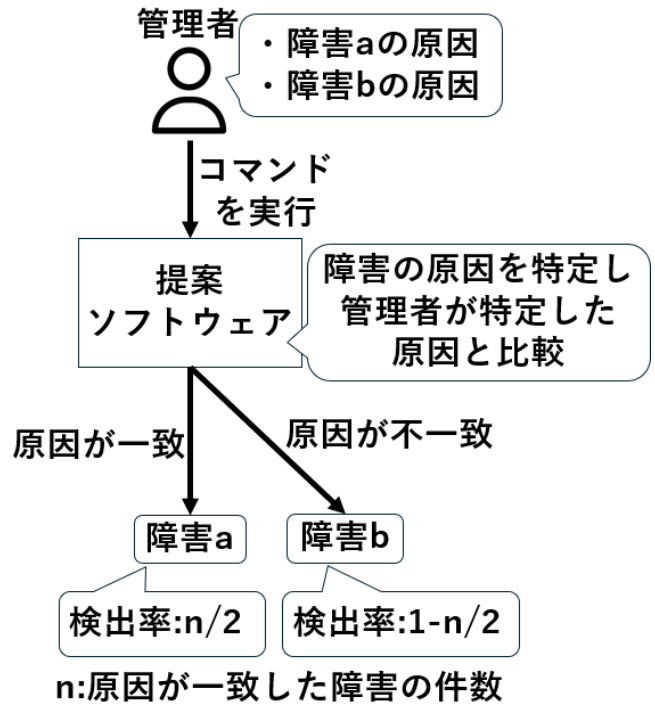 管理者
・障害aの原因
・障害bの原因
コマンド
を実行
提案
ソフトウェア
障害の原因を特定し
管理者が特定した
原因と比較
原因が一致
原因が不一致
障害a
障害b
検出率:n/2
検出率:1-n/2
n:原因が一致した障害の件数